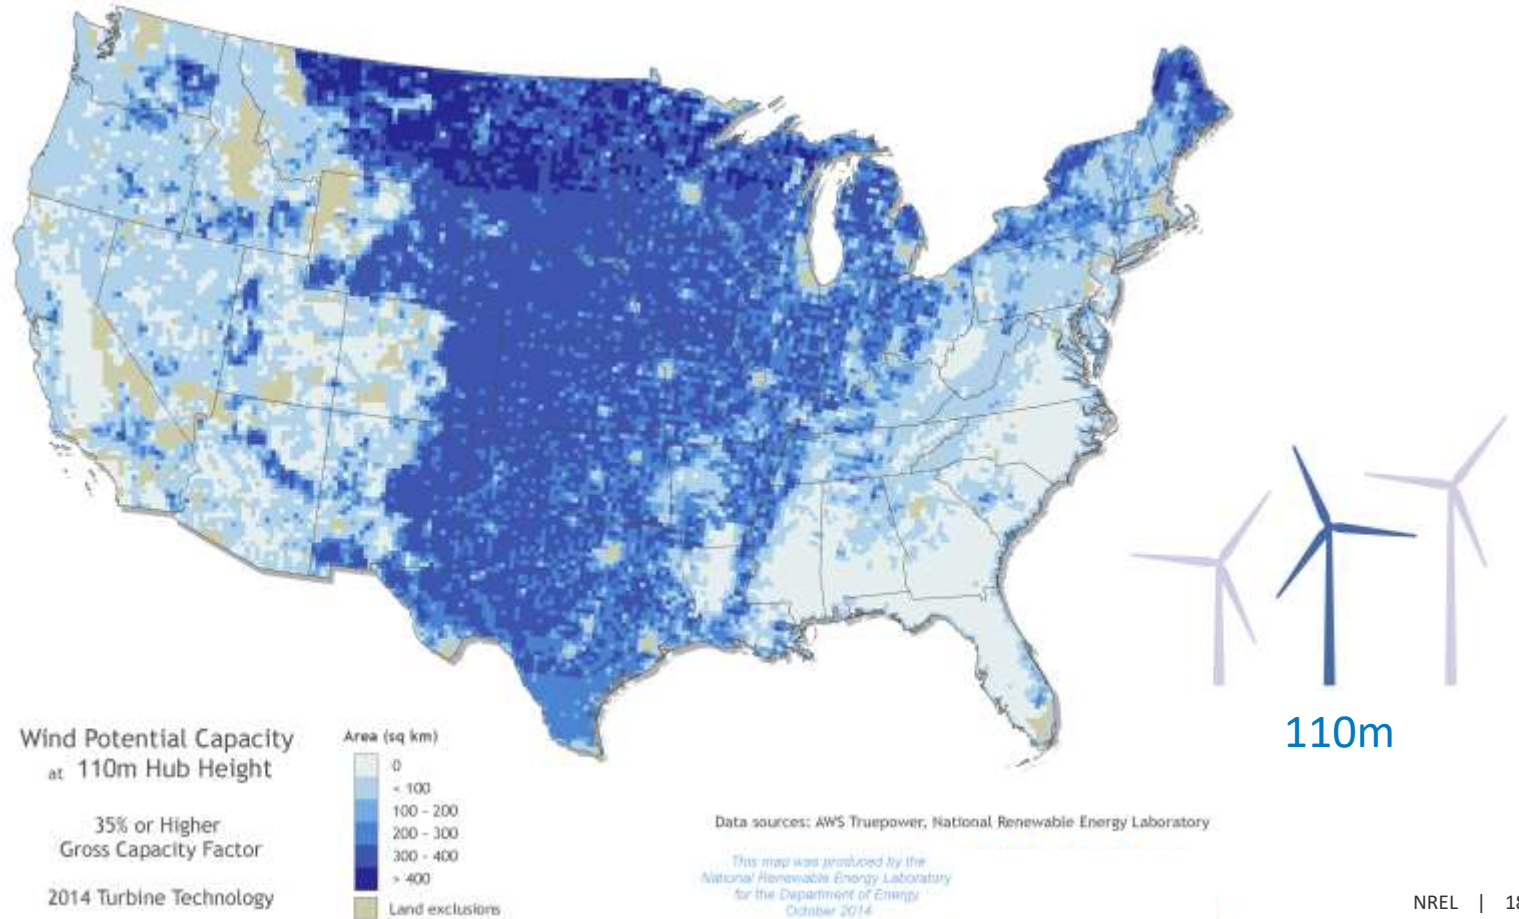 110m
Wind Potential Capacity
at 110m Hub Height
35% or Higher
Gross Capacity Factor
2014 Turbine Technology
Area (sq km)
0
< 100
100 - 200
200 - 300
300 - 400
> 400
Land exclusions
Data sources: AWS Truepower, National Renewable Energy Laboratory
This map was produced by the
National Renewable Energy Laboratory
for the Department of Energy
October 2014
NREL | 18